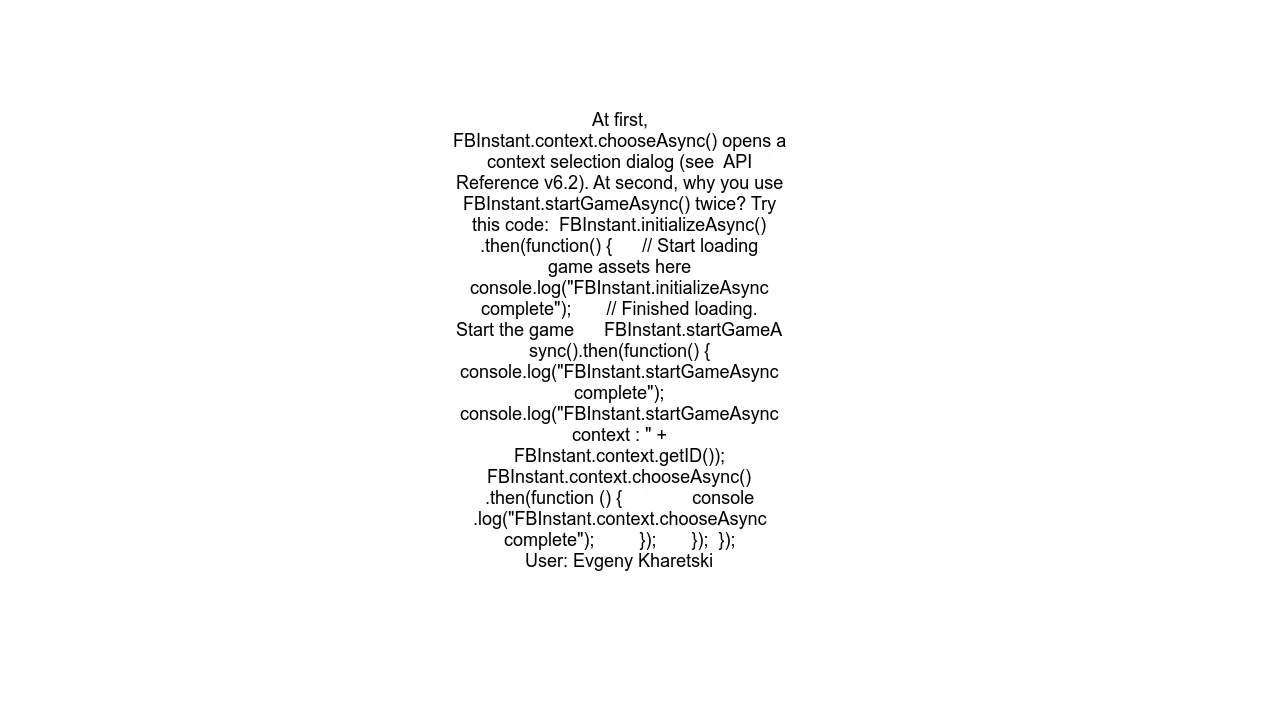 At first,
FBInstant.context.chooseAsync() opens a
context selection dialog (see  API
Reference v6.2). At second, why you use
FBInstant.startGameAsync() twice? Try
this code:  FBInstant.initializeAsync()
.then(function() {      // Start loading
game assets here
console.log("FBInstant.initializeAsync
complete");       // Finished loading.
Start the game      FBInstant.startGameA
sync().then(function() {
console.log("FBInstant.startGameAsync
complete");
console.log("FBInstant.startGameAsync
context : " +
FBInstant.context.getID());
FBInstant.context.chooseAsync()
.then(function () {              console
.log("FBInstant.context.chooseAsync
complete");         });       });  });
User: Evgeny Kharetski